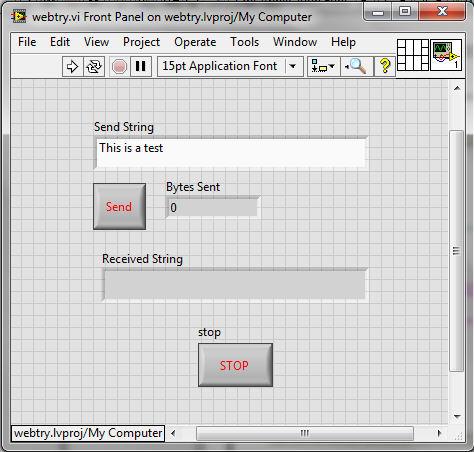 webtry.vi Front Panel on webtry.lvproj/My Computer
File Edit View Project Operate Tools Window Help
15pt Application Font
1
Send String
This is a test
Send
Bytes Sent
0
Received String
stop
STOP
webtry.lvproj/My Computer